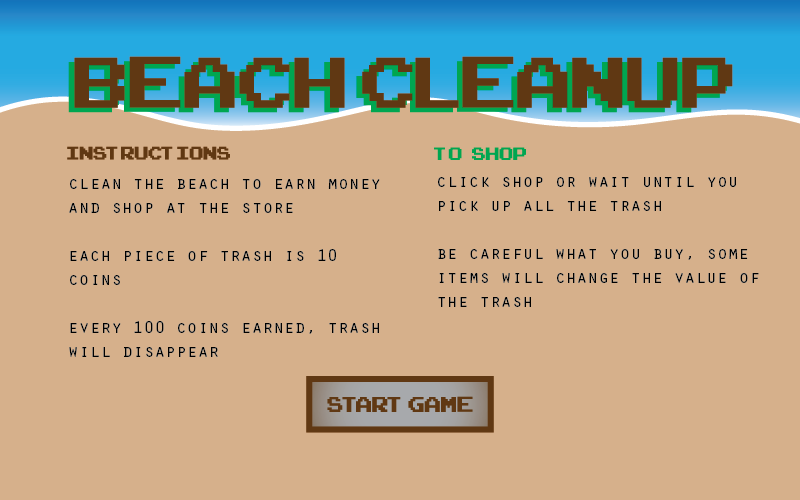 BEACH CLEANUP
INSTRUCTIONS
CLEAN THE BEACH TO EARN MONEY
AND SHOP AT THE STORE
EACH PIECE OF TRASH IS 10
COINS
EVERY 100 COINS EARNED, TRASH
WILL DISAPPEAR
TO SHOP
CLICK SHOP OR WAIT UNTIL YOU
PICK UP ALL THE TRASH
BE CAREFUL WHAT YOU BUY, SOME
ITEMS WILL CHANGE THE VALUE OF
THE TRASH
START GAME